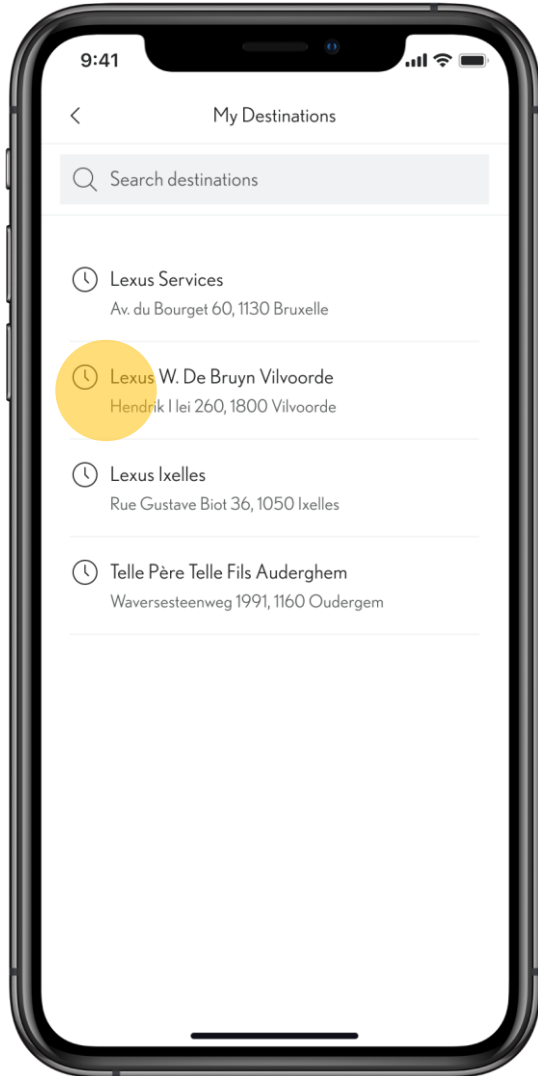 9:41
My Destinations
Search destinations
Lexus Services
Av. du Bourget 60, 1130 Bruxelle
Lexus W. De Bruyn Vilvoorde
Hendrik I lei 260, 1800 Vilvoorde
Lexus Ixelles
Rue Gustave Biot 36, 1050 Ixelles
Telle Père Telle Fils Auderghem
Waversesteenweg 1991, 1160 Oudergem